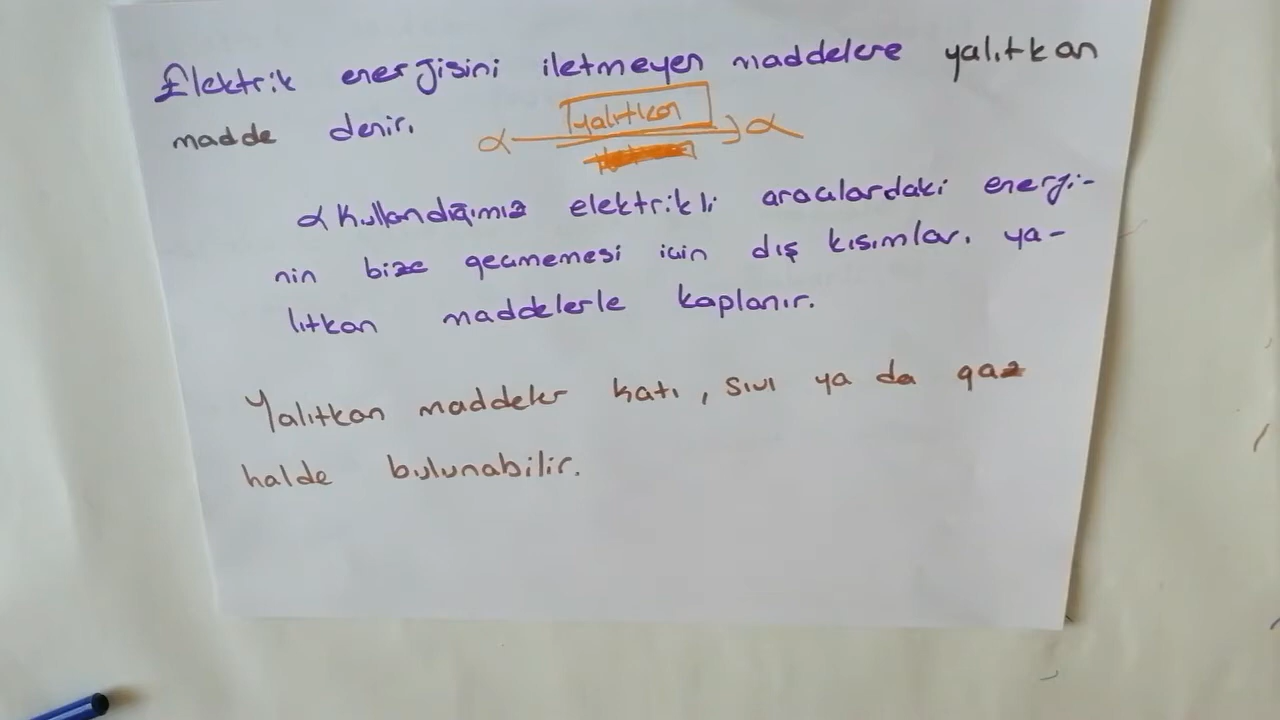 Elektrik enerjisini iletmeyen maddelere yalıtkan
madde denir.
yalıtkan
α Kullandığımız elektrikli araçlardaki energi-
nin bize geçmemesi için dış kısımları ya-
lıtkan maddelerle kaplanır.
Yalıtkan maddeler katı, sıvı ya da gaz
halde bulunabilir.